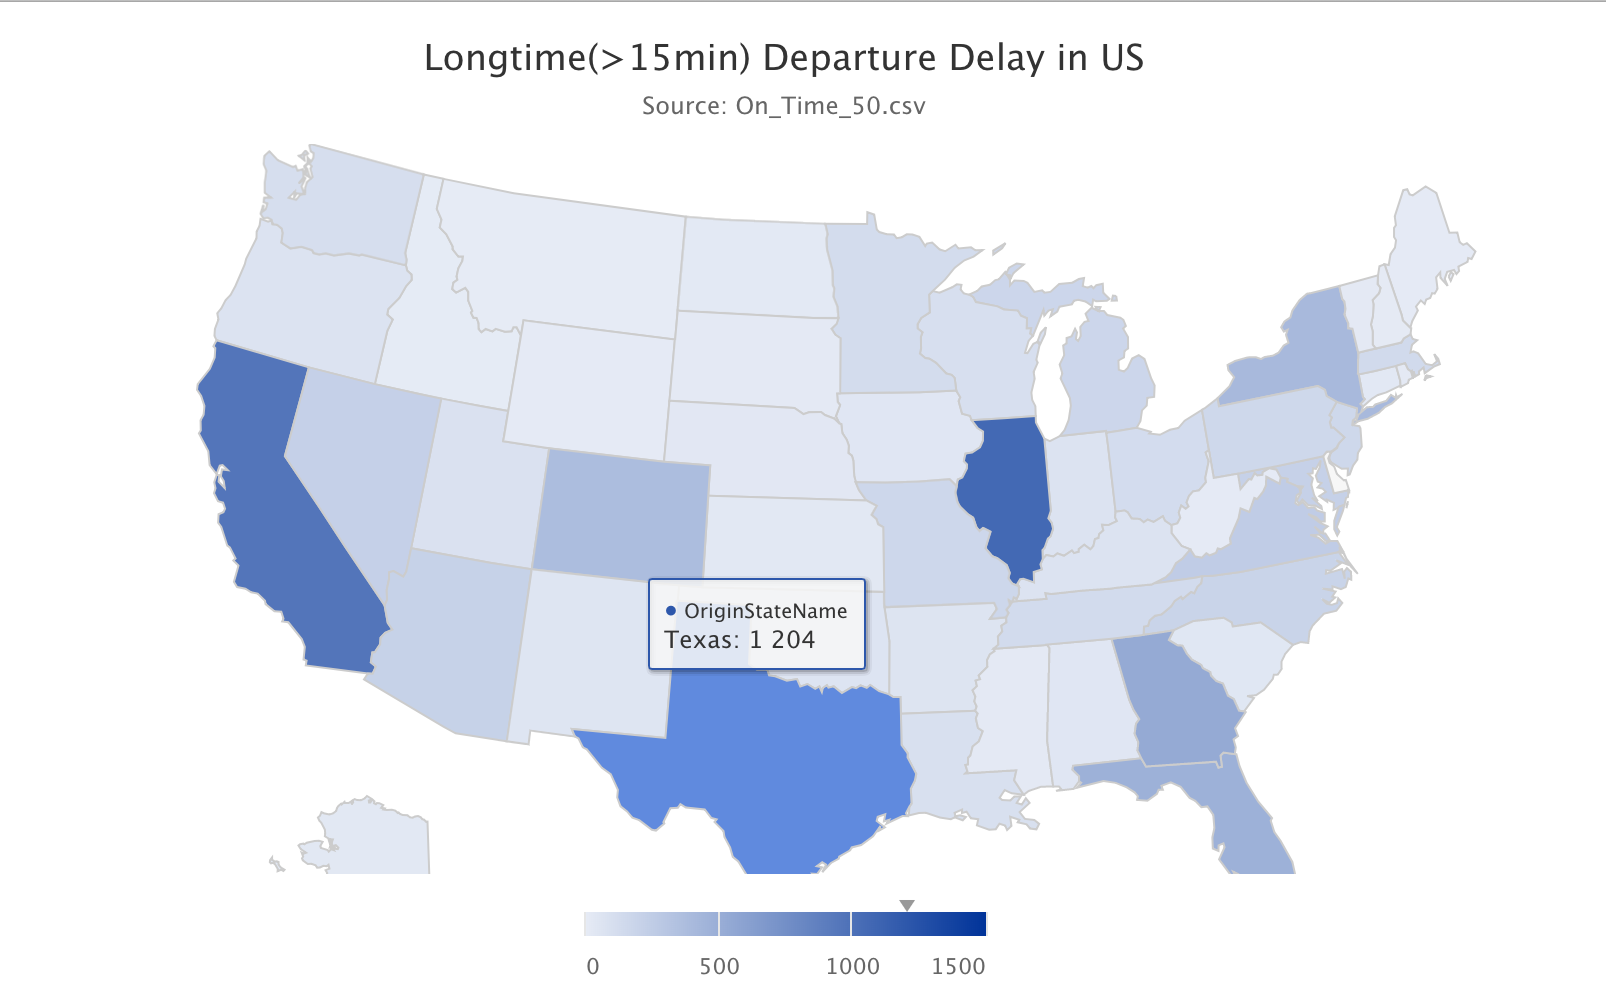 Longtime(>15min) Departure Delay in US
Source: On_Time_50.csv
OriginStateName
Texas: 1 204
0 500 1000 1500